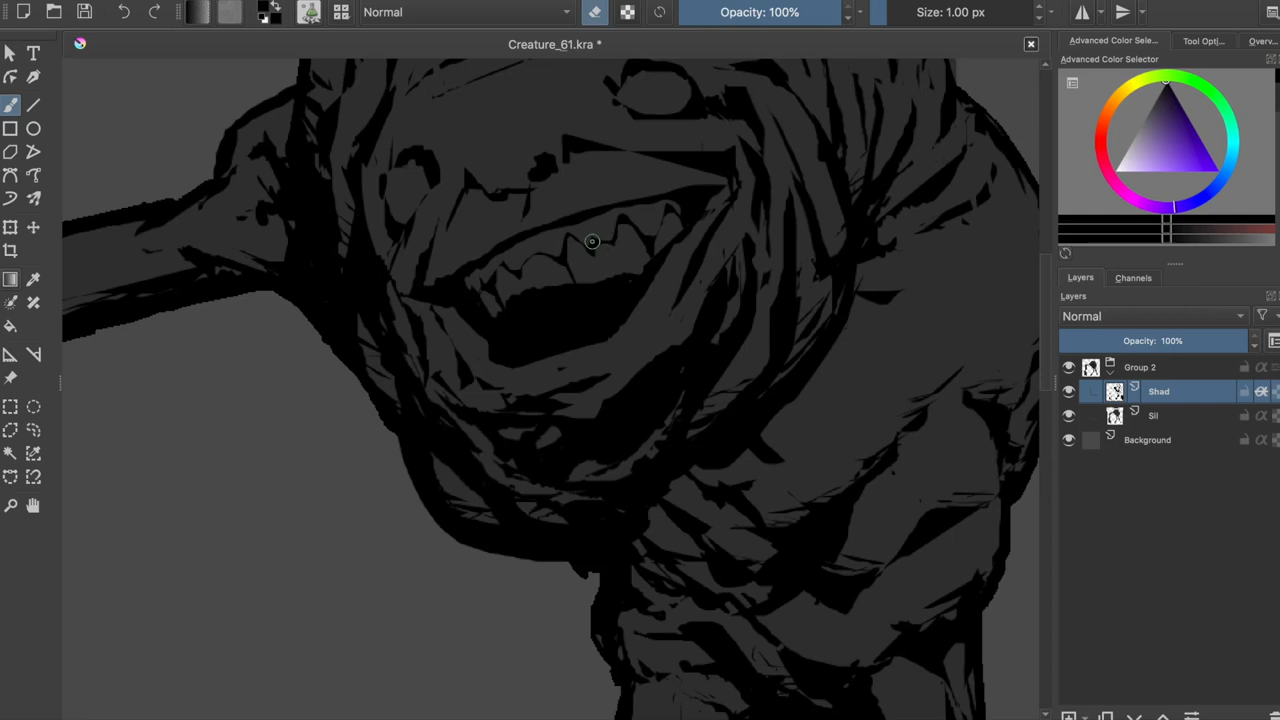 Normal
Opacity: 100%
Size: 1.00 px
Creature_61.kra *
Advanced Color Sele...
Tool Opti...
Overv...
Advanced Color Selector
Layers
Channels
Layers
Normal
Opacity: 100%
Group 2
Shad
Sil
Background